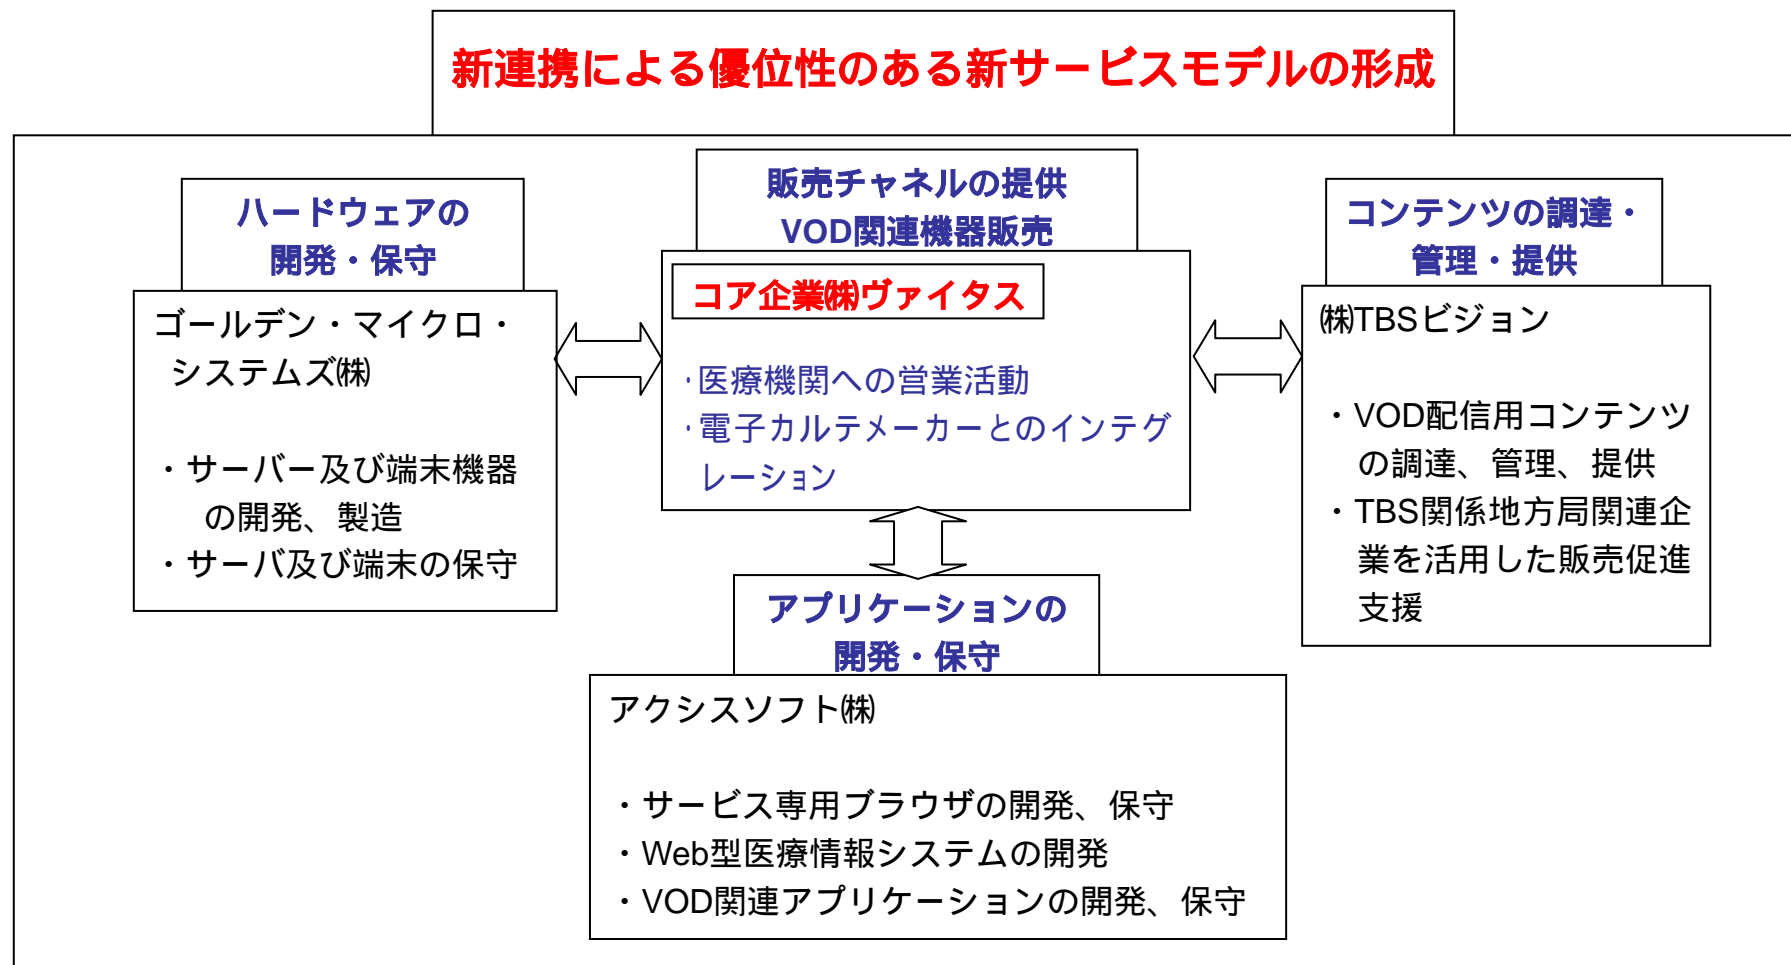 新連携による優位性のある新サービスモデルの形成
ハードウェアの
開発・保守
ゴールデン・マイクロ・
システムズ㈱
・サーバー及び端末機器
の開発、製造
・サーバ及び端末の保守
販売チャネルの提供
VOD関連機器販売
コア企業㈱ヴァイタス
・医療機関への営業活動
・電子カルテメーカーとのインテグ
レーション
コンテンツの調達・
管理・提供
㈱TBSビジョン
・VOD配信用コンテンツ
の調達、管理、提供
・TBS関係地方局関連企
業を活用した販売促進
支援
アプリケーションの
開発・保守
アクシスソフト㈱
・サービス専用ブラウザの開発、保守
・Web型医療情報システムの開発
・VOD関連アプリケーションの開発、保守